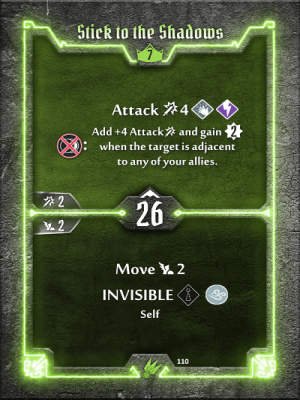 Stick to the Shadows
7
Attack 4
Add +4 Attack and gain 2
: when the target is adjacent
to any of your allies.
2
26
2
Move 2
INVISIBLE
Self
110